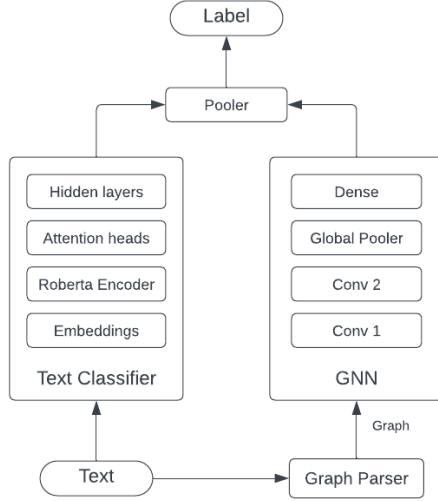 Label
Pooler
Hidden layers
Attention heads
Roberta Encoder
Embeddings
Text Classifier
Dense
Global Pooler
Conv 2
Conv 1
GNN
Graph
Text
Graph Parser